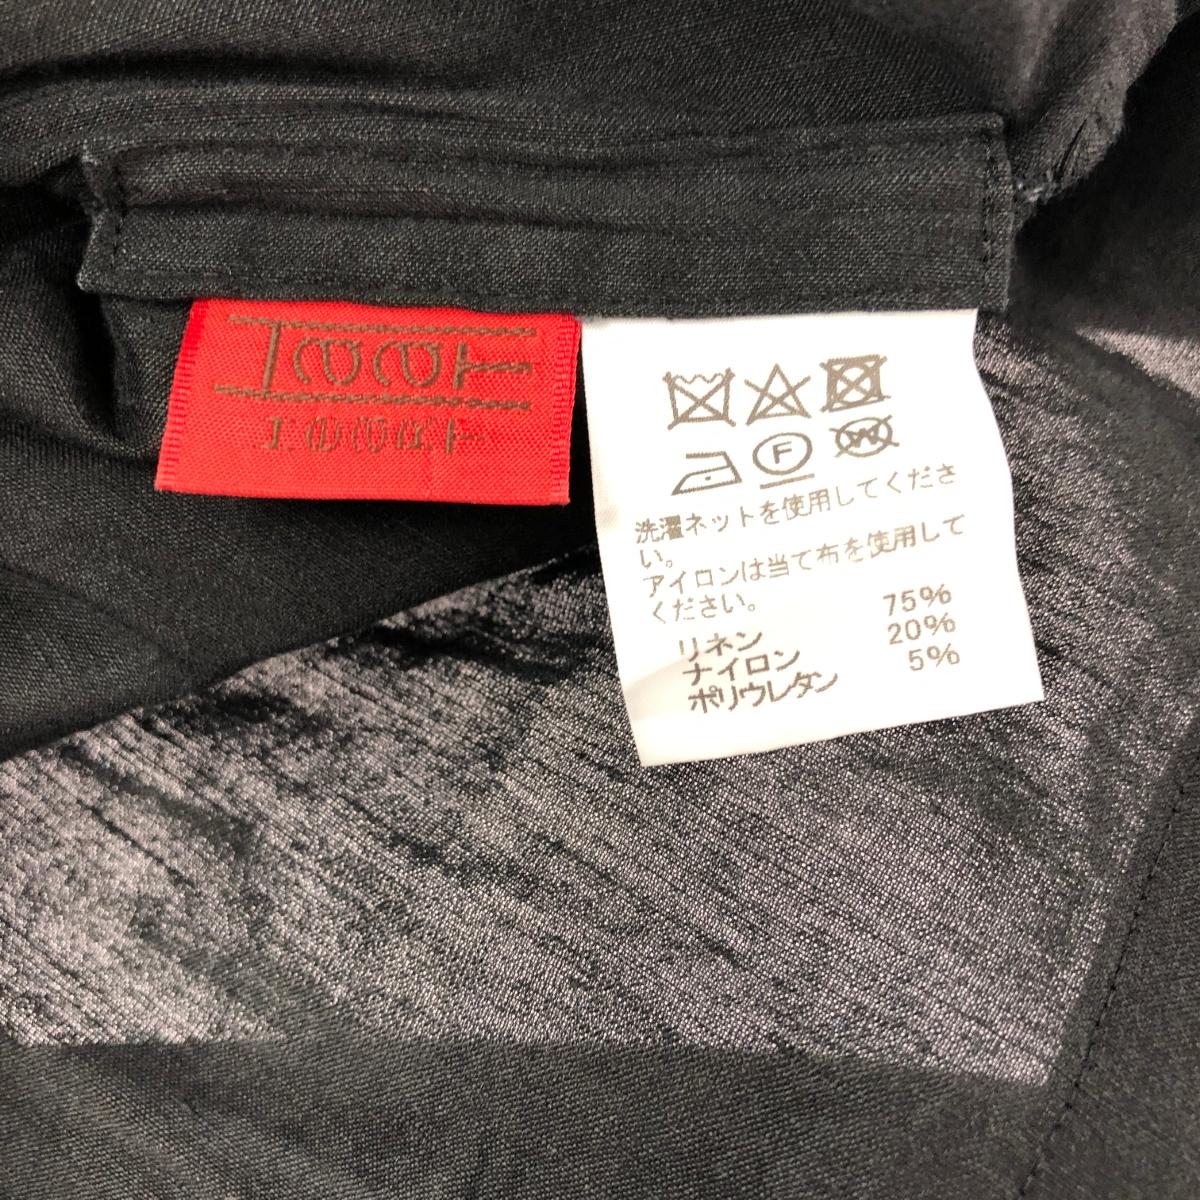 HaaT
F W
洗濯ネットを使用してくださ
い。
アイロンは当て布を使用して
ください。
リネン 75%
ナイロン 20%
ポリウレタン 5%